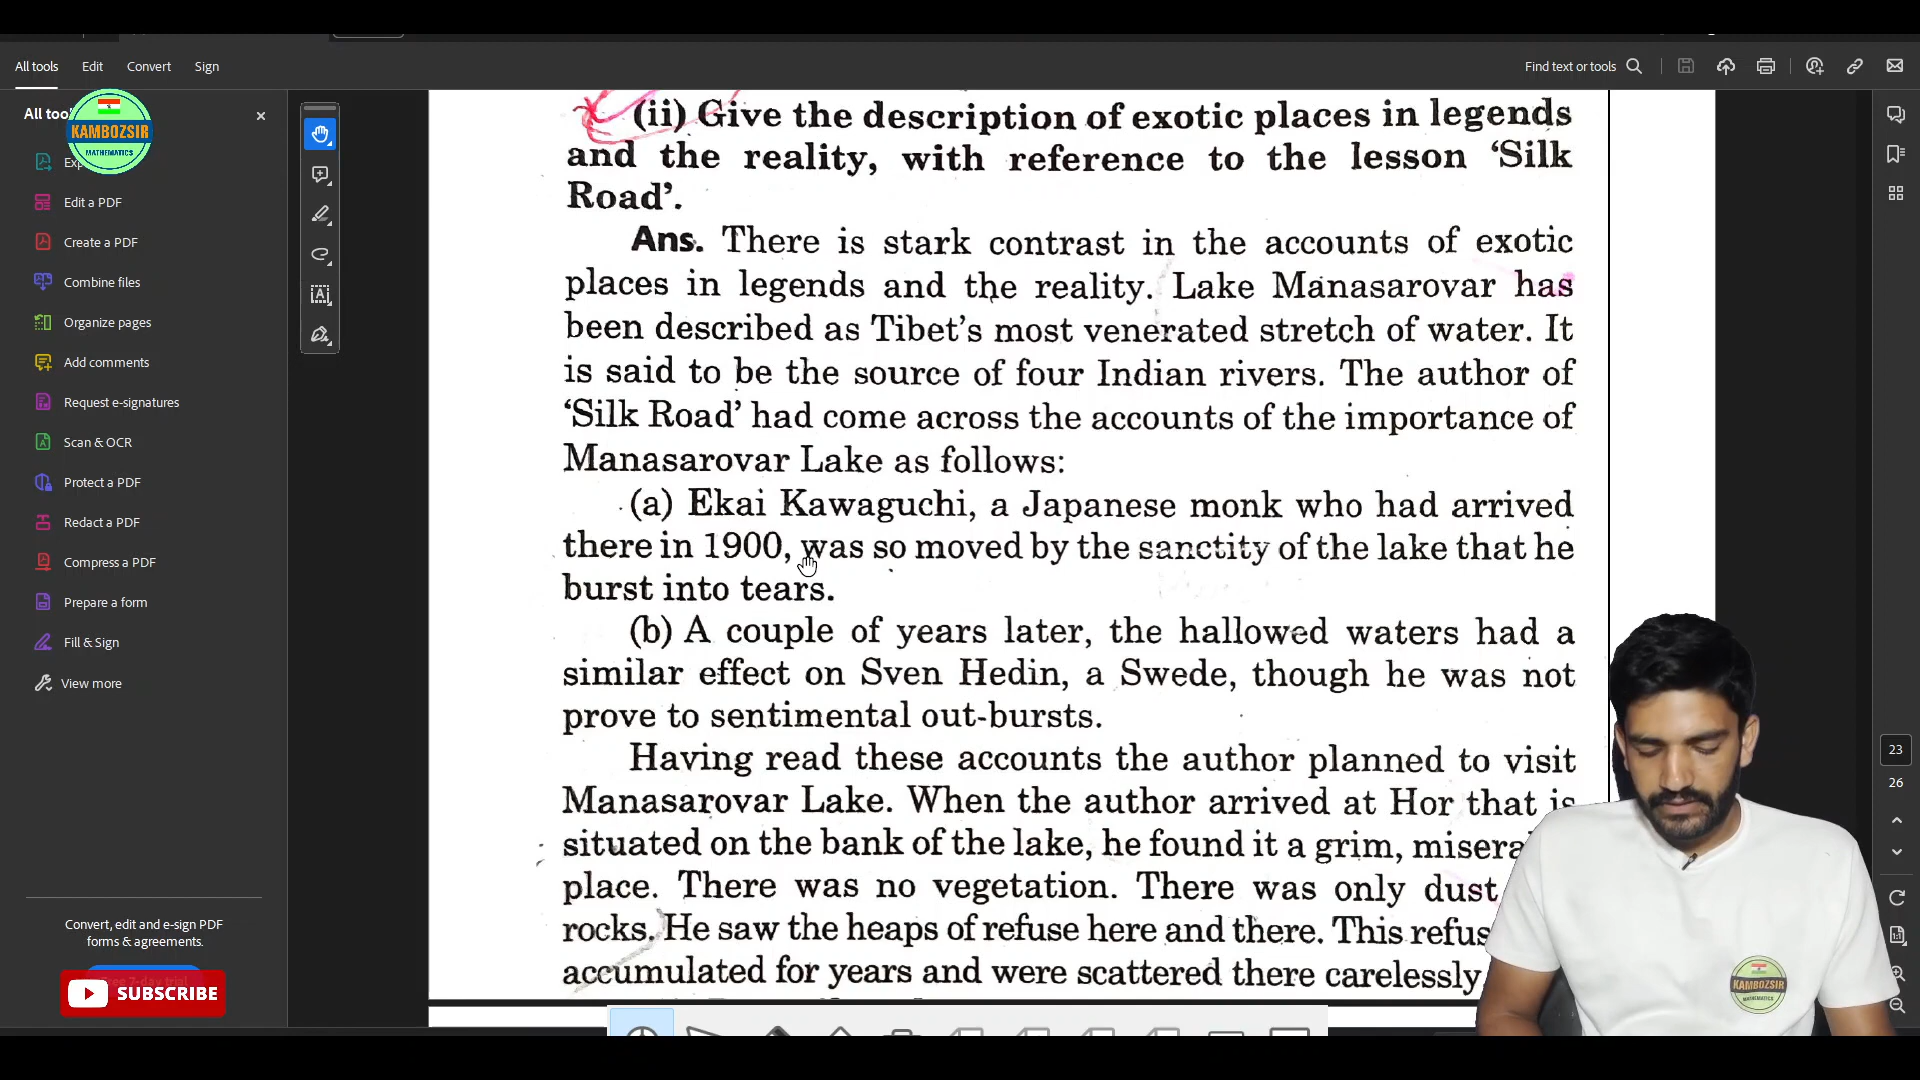 All tools
Edit
Convert
Sign
Find text or tools
KAMBOZSIR
MATHEMATICS
Edit a PDF
Create a PDF
Combine files
Organize pages
Add comments
Request e-signatures
Scan & OCR
Protect a PDF
Redact a PDF
Compress a PDF
Prepare a form
Fill & Sign
View more
Convert, edit and e-sign PDF
forms & agreements.
SUBSCRIBE
(ii) Give the description of exotic places in legends
and the reality, with reference to the lesson ‘Silk
Road’.
Ans. There is stark contrast in the accounts of exotic
places in legends and the reality. Lake Manasarovar has
been described as Tibet’s most venerated stretch of water. It
is said to be the source of four Indian rivers. The author of
‘Silk Road’ had come across the accounts of the importance of
Manasarovar Lake as follows:
(a) Ekai Kawaguchi, a Japanese monk who had arrived
there in 1900, was so moved by the sanctity of the lake that he
burst into tears.
(b) A couple of years later, the hallowed waters had a
similar effect on Sven Hedin, a Swede, though he was not
prove to sentimental out-bursts.
Having read these accounts the author planned to visit
Manasarovar Lake. When the author arrived at Hor that is
situated on the bank of the lake, he found it a grim,
place. There was no vegetation. There was only dust
rocks. He saw the heaps of refuse here and there. This
accumulated for years and were scattered there carelessly
23
26
KAMBOZSIR
MATHEMATICS